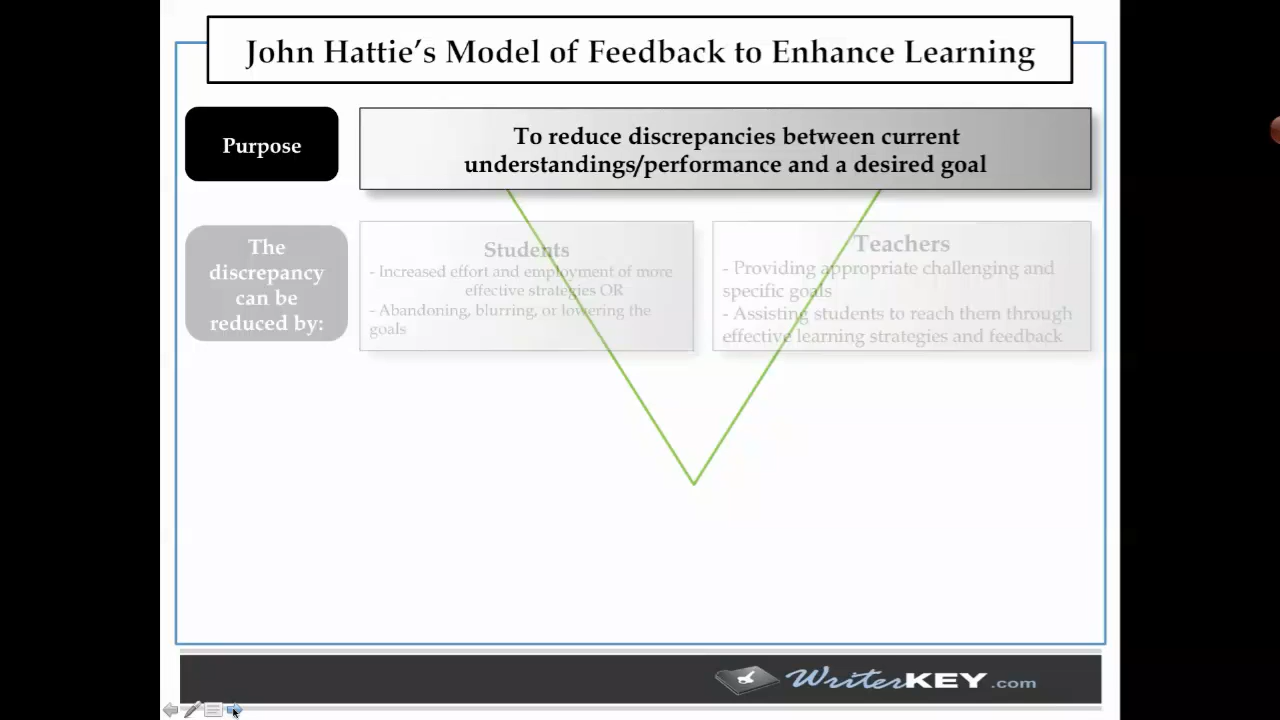 John Hattie's Model of Feedback to Enhance Learning
Purpose
To reduce discrepancies between current
understandings/performance and a desired goal
The
discrepancy
can be
reduced by:
Students
- Increased effort and employment of more
effective strategies OR
- Abandoning, blurring, or lowering the
goals
Teachers
- Providing appropriate challenging and
specific goals
- Assisting students to reach them through
effective learning strategies and feedback
WriterKEY.com